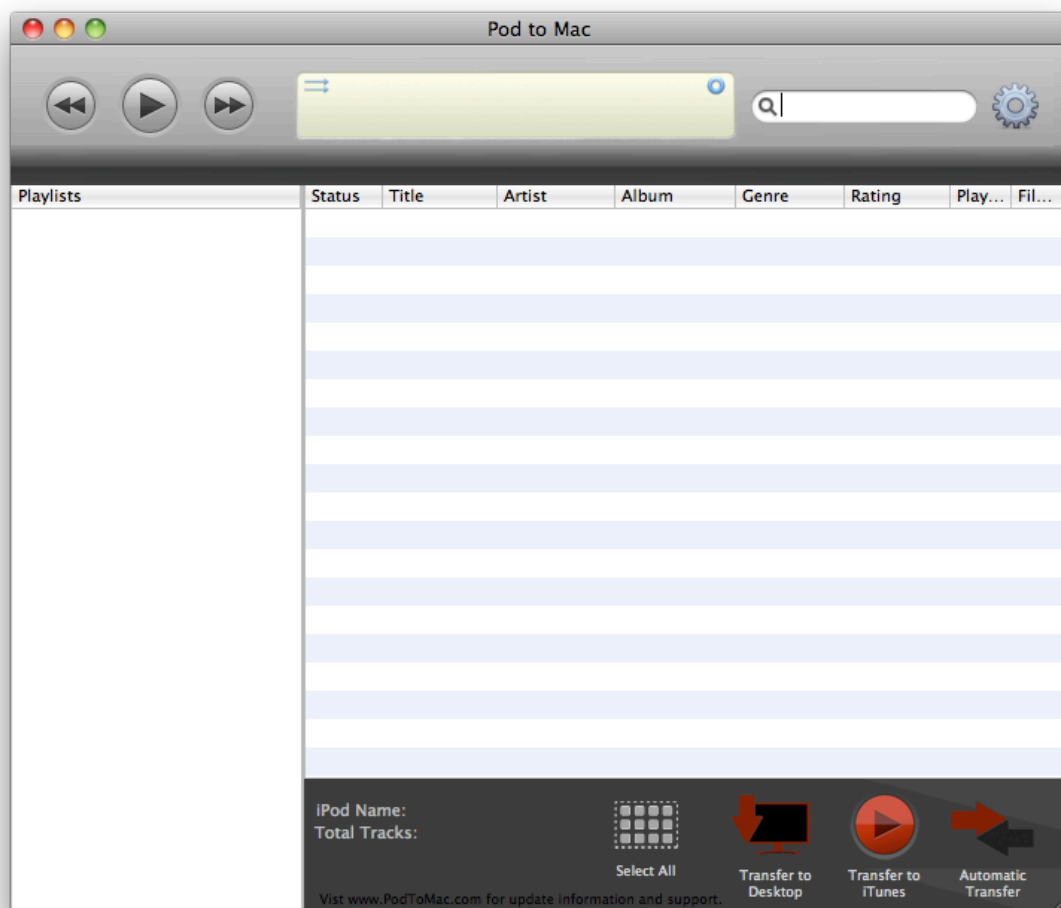 Pod to Mac
Playlists
Status Title Artist Album Genre Rating Play... Fil...
iPod Name:
Total Tracks:
Select All
Transfer to
Desktop
Transfer to
iTunes
Automatic
Transfer
Vist www.PodToMac.com for update information and support.